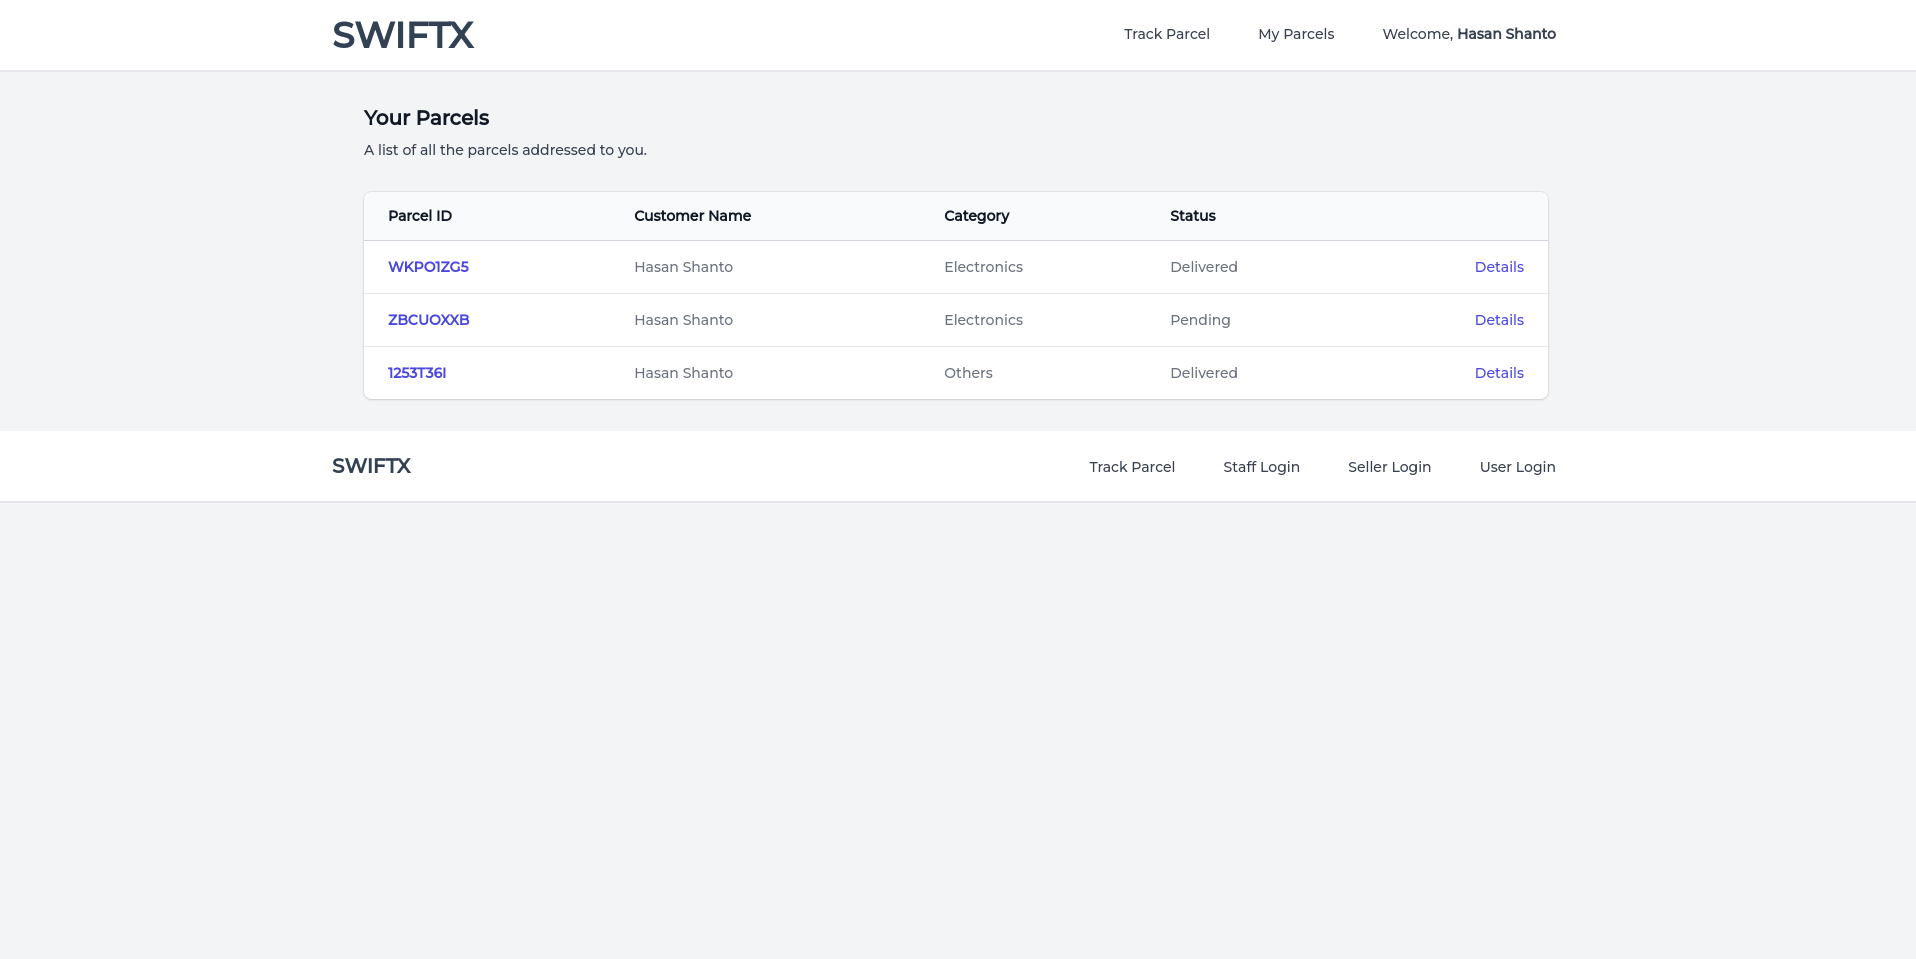 SWIFTX Track Parcel My Parcels Welcome, Hasan Shanto
Your Parcels
A list of all the parcels addressed to you.
Parcel ID Customer Name Category Status
WKPO1ZG5 Hasan Shanto Electronics Delivered Details
ZBCUOXXB Hasan Shanto Electronics Pending Details
1253T36I Hasan Shanto Others Delivered Details
SWIFTX Track Parcel Staff Login Seller Login User Login